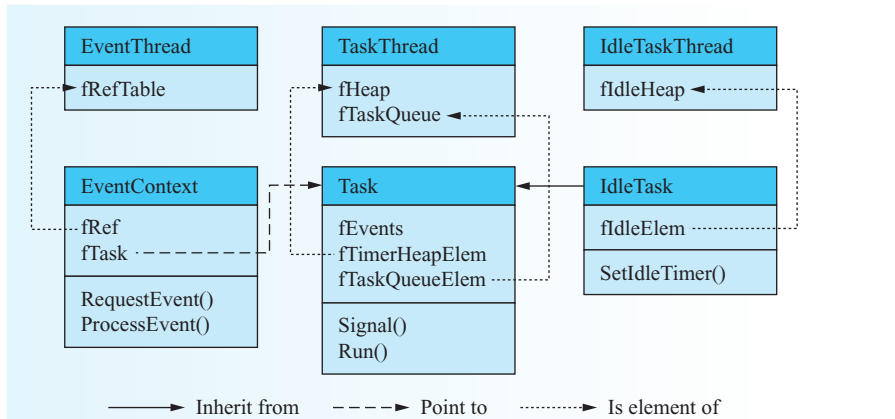 EventThread
fRefTable
TaskThread
fHeap
fTaskQueue
IdleTaskThread
fIdleHeap
EventContext
fRef
fTask
RequestEvent()
ProcessEvent()
Task
fEvents
fTimerHeapElem
fTaskQueueElem
Signal()
Run()
IdleTask
fIdleElem
SetIdleTimer()
Inherit from
Point to
Is element of